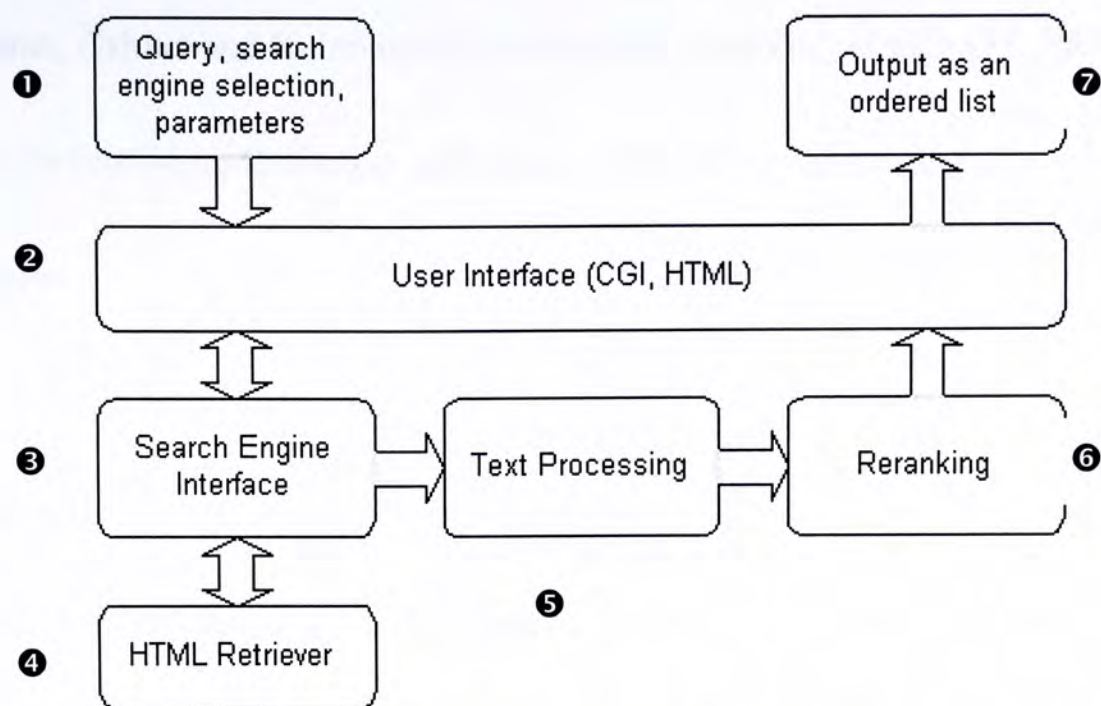 ❶
Query, search
engine selection,
parameters
Output as an
ordered list
❼
❷
User Interface (CGI, HTML)
❸
Search Engine
Interface
Text Processing
Reranking
❻
❺
❹
HTML Retriever